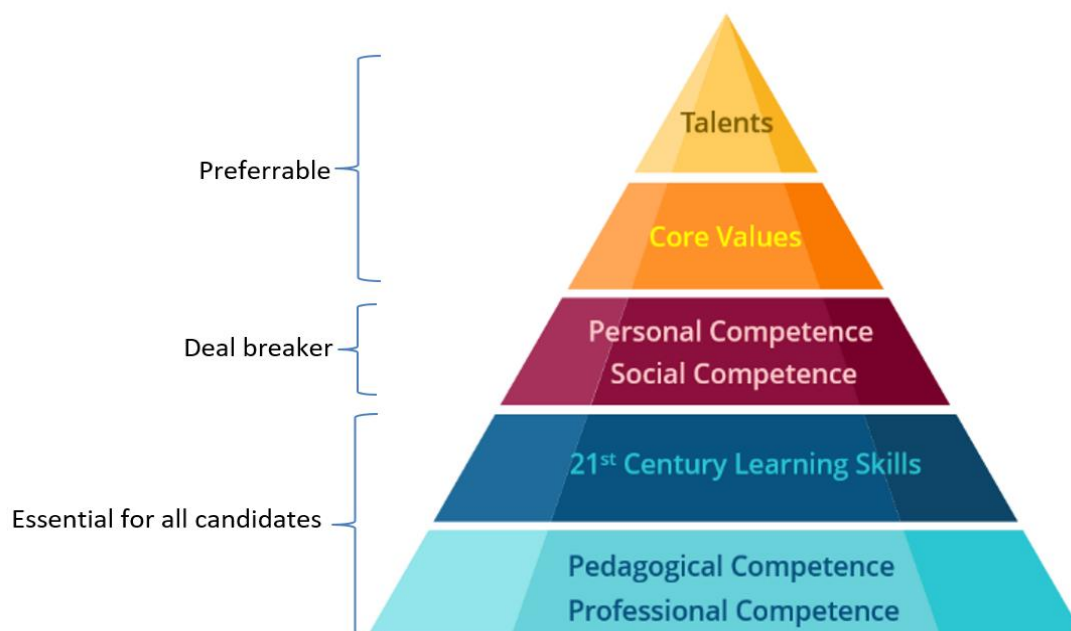 Talents
Preferrable
Core Values
Personal Competence
Deal breaker
Social Competence
21st Century Learning Skills
Essential for all candidates
Pedagogical Competence
Professional Competence